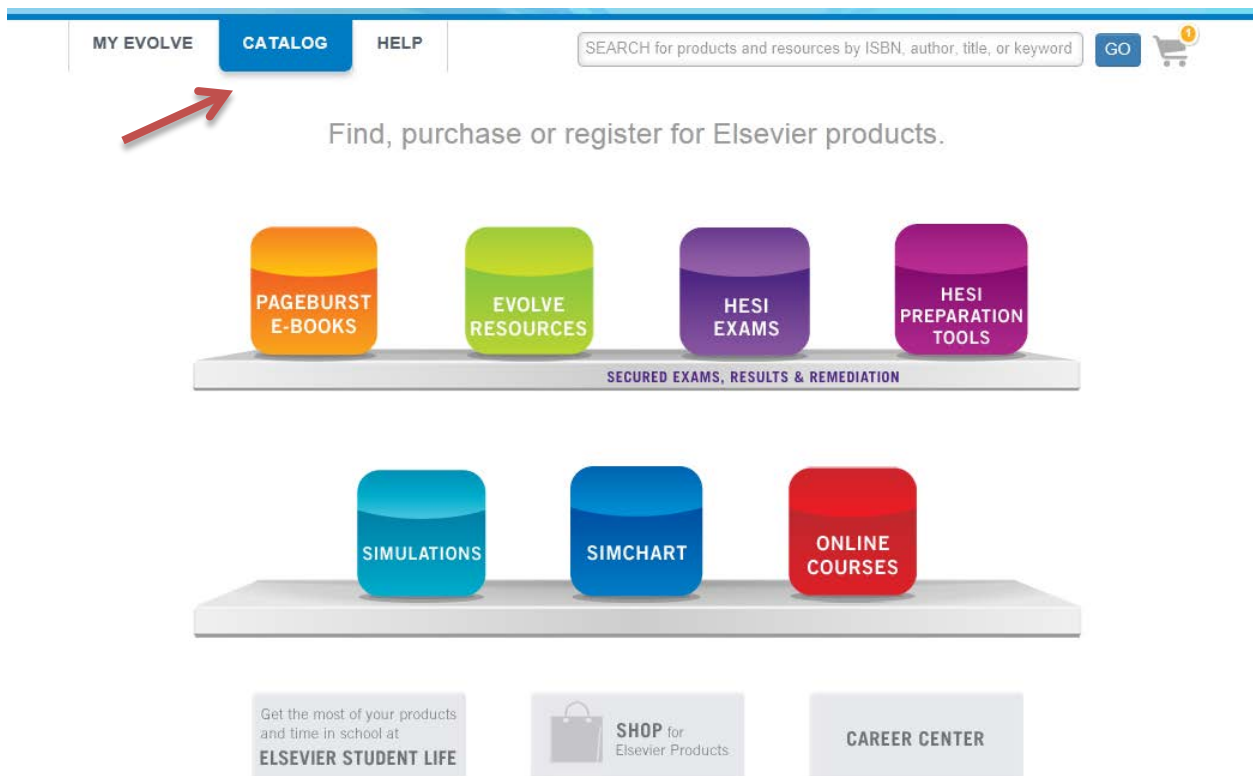 MY EVOLVE
CATALOG
HELP
SEARCH for products and resources by ISBN, author, title, or keyword
GO
1
Find, purchase or register for Elsevier products.
PAGEBURST
E-BOOKS
EVOLVE
RESOURCES
HESI
EXAMS
HESI
PREPARATION
TOOLS
SECURED EXAMS, RESULTS & REMEDIATION
SIMULATIONS
SIMCHART
ONLINE
COURSES
Get the most of your products
and time in school at
ELSEVIER STUDENT LIFE
SHOP for
Elsevier Products
CAREER CENTER